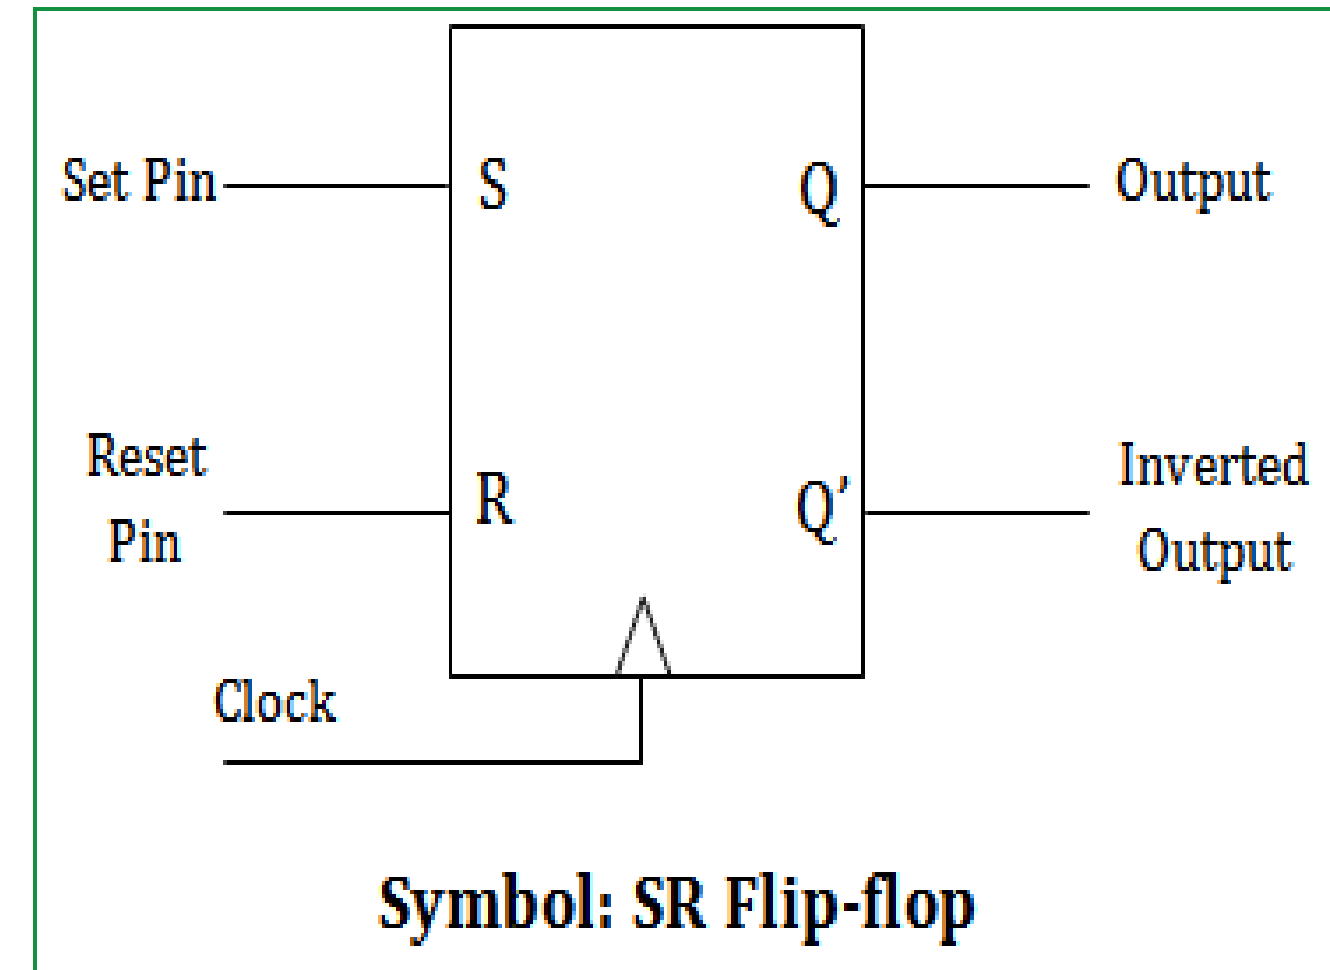 Set Pin
S
Q
Output
Reset
Pin
R
Q’
Inverted
Output
Clock
Symbol: SR Flip-flop